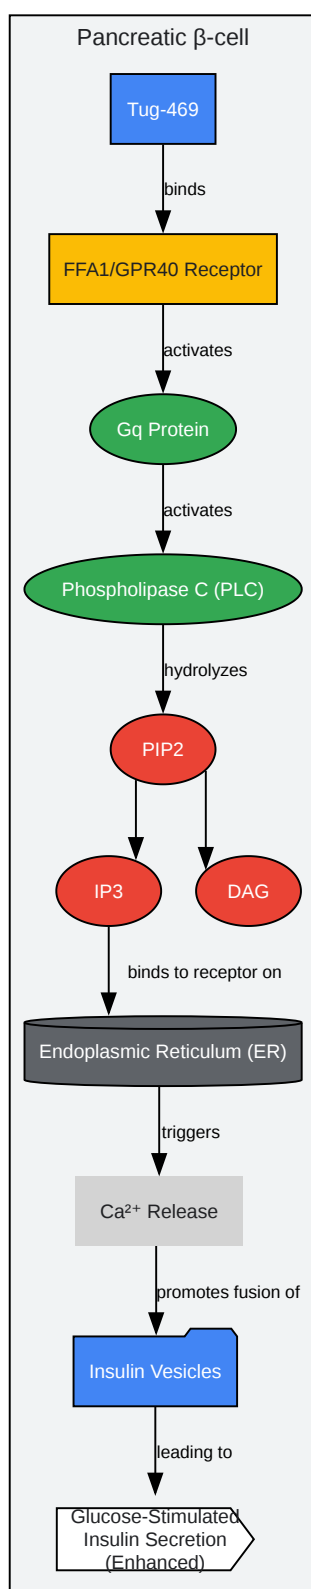 Pancreatic β-cell
Tug-469
binds
FFA1/GPR40 Receptor
activates
Gq Protein
activates
Phospholipase C (PLC)
hydrolyzes
PIP2
IP3
DAG
binds to receptor on
Endoplasmic Reticulum (ER)
triggers
Ca²⁺ Release
promotes fusion of
Insulin Vesicles
leading to
Glucose-Stimulated
Insulin Secretion
(Enhanced)